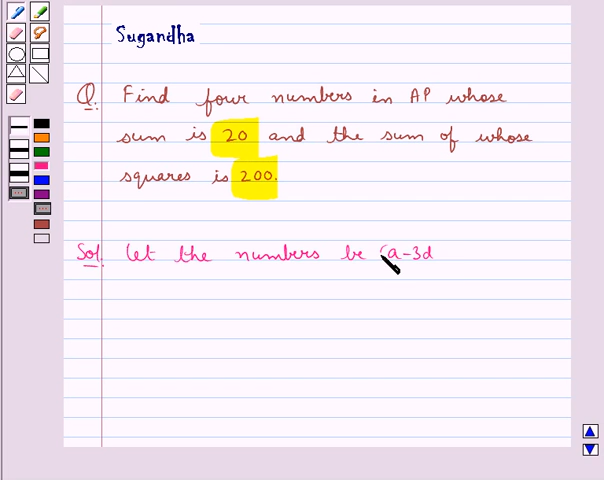 Sugandha
Q. Find four numbers in AP whose
sum is 20 and the sum of whose
squares is 200.
Sol. Let the numbers be (a-3d